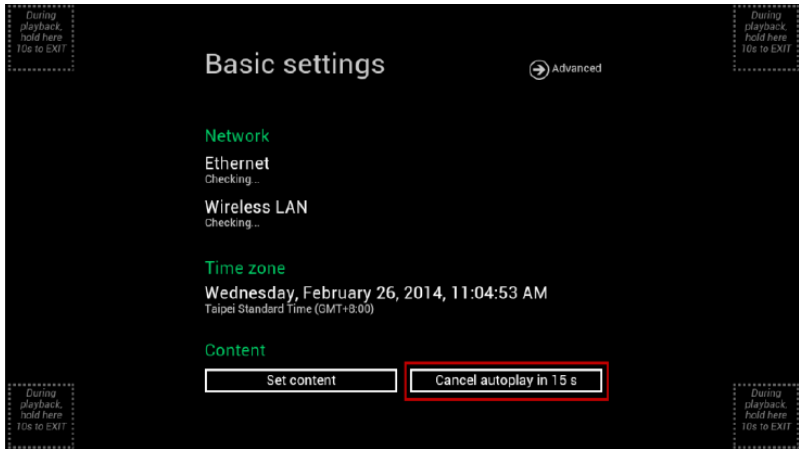 During
playback,
hold here
10s to EXIT
During
playback,
hold here
10s to EXIT
Basic settings
Advanced
Network
Ethernet
Checking...
Wireless LAN
Checking...
Time zone
Wednesday, February 26, 2014, 11:04:53 AM
Taipei Standard Time (GMT+8:00)
Content
Set content
Cancel autoplay in 15 s
During
playback,
hold here
10s to EXIT
During
playback,
hold here
10s to EXIT